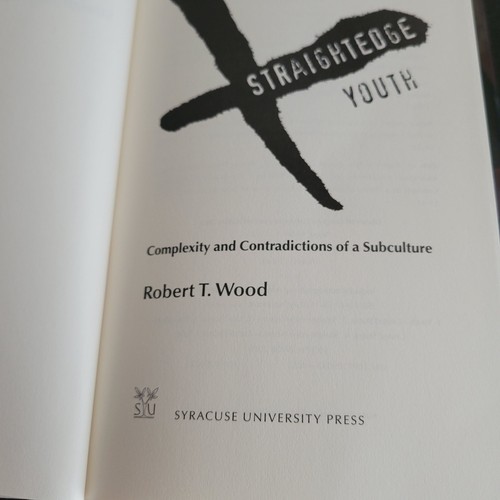 STRAIGHTEDGE
YOUTH
Complexity and Contradictions of a Subculture
Robert T. Wood
SU
SYRACUSE UNIVERSITY PRESS